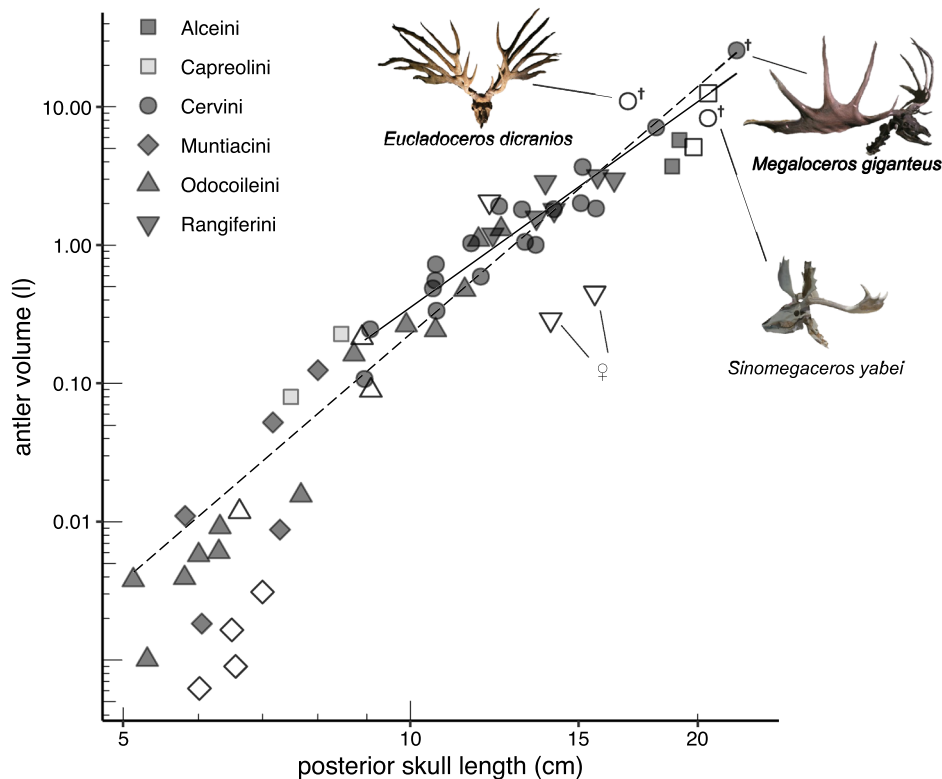 Alceini
Capreolini
Cervini
Muntiacini
Odocoileini
Rangiferini
Eucladoceros dicranios
†
†
†
Megaloceros giganteus
Sinomegaceros yabei
♀
10.00
1.00
0.10
0.01
antler volume (l)
5
10
15
20
posterior skull length (cm)